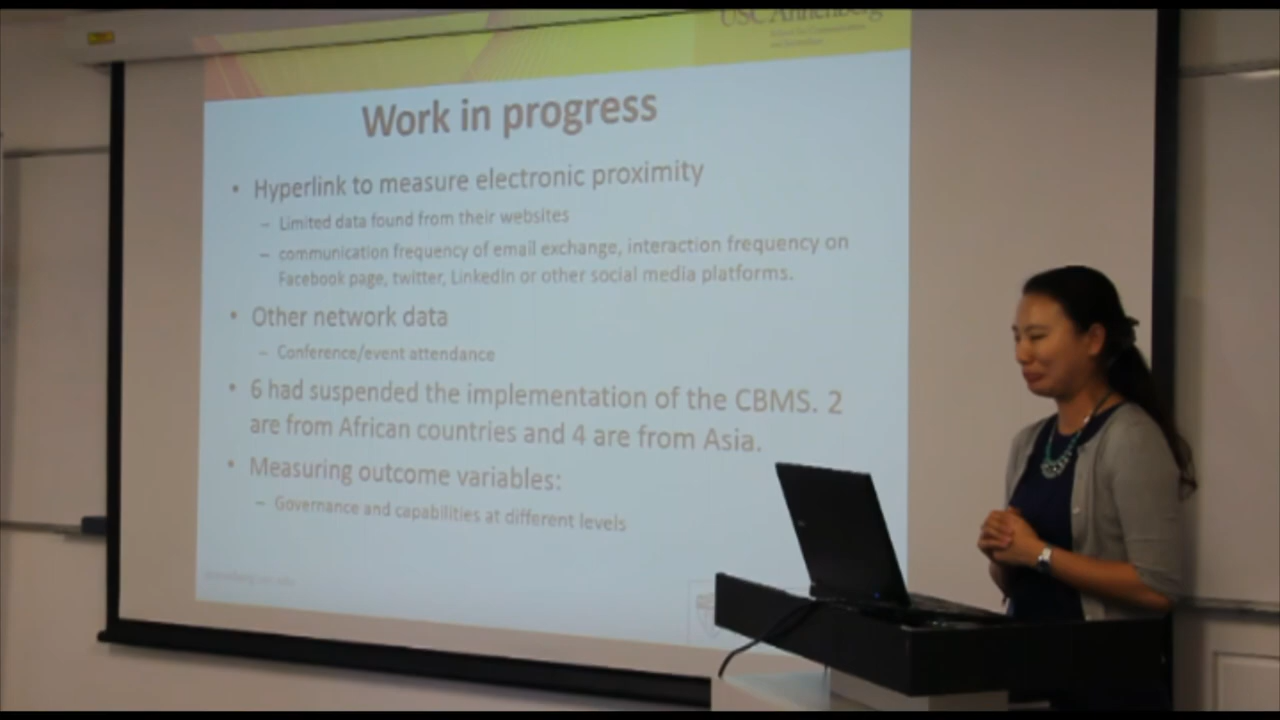 USC Annenberg
Work in progress
• Hyperlink to measure electronic proximity
– Limited data found from their websites
– communication frequency of email exchange, interaction frequency on
Facebook page, twitter, LinkedIn or other social media platforms.
• Other network data
– Conference/event attendance
• 6 had suspended the implementation of the CBMS. 2
are from African countries and 4 are from Asia.
• Measuring outcome variables:
– Governance and capabilities at different levels